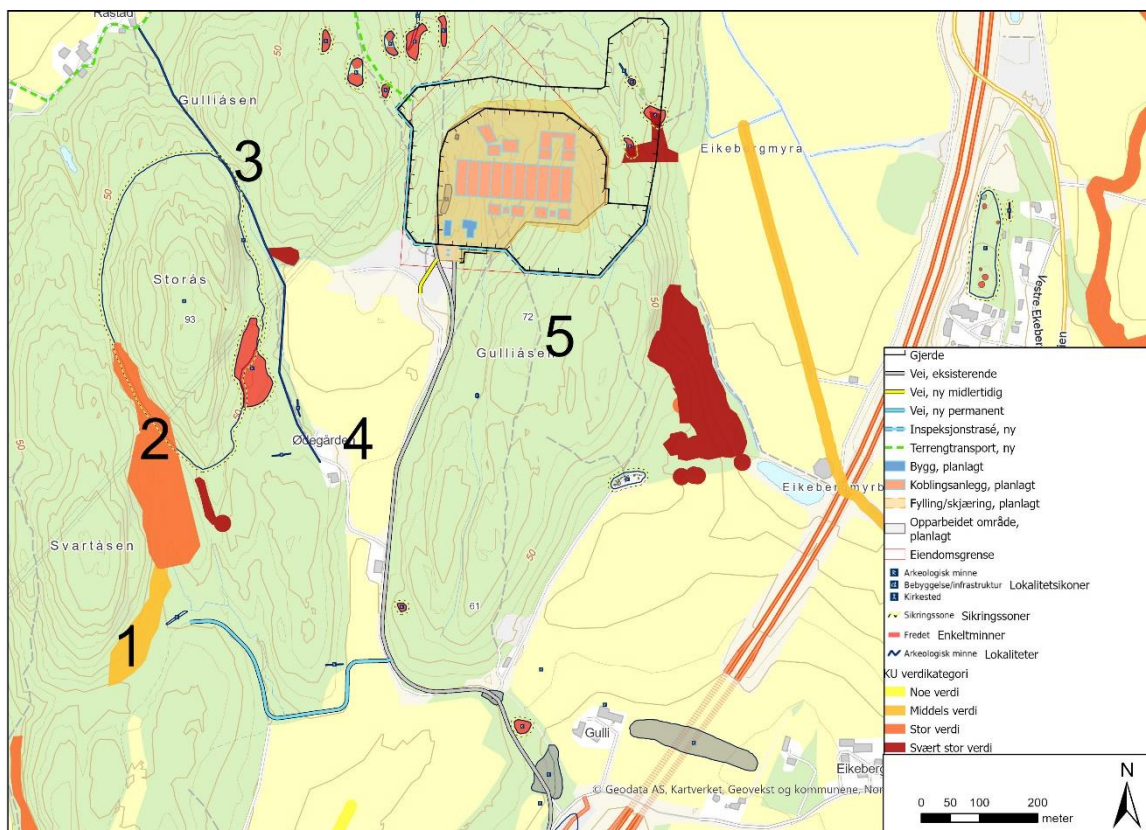 Råstad
50
50
Gulliåsen
3
Eikebergmyra
50
Storås
93
72
5
Gulliåsen
Vestre Ekeberg
50
2
4
Ødegården
50
Eikebergmyrb
Svartåsen
61
1
Gulli
Eikeberg
© Geodata AS, Kartverket, Geovekst og kommunene, Nor
Gjerde
Vei, eksisterende
Vei, ny midlertidig
Vei, ny permanent
Inspeksjonstrasé, ny
Terrengtransport, ny
Bygg, planlagt
Koblingsanlegg, planlagt
Fylling/skjæring, planlagt
Opparbeidet område,
planlagt
Eiendomsgrense
Arkeologisk minne
Bebyggelse/infrastruktur Lokalitetsikoner
Kirkested
Sikringssone Sikringssoner
Fredet Enkeltminner
Arkeologisk minne Lokaliteter
KU verdikategori
Noe verdi
Middels verdi
Stor verdi
Svært stor verdi
N
0 50 100 200
meter